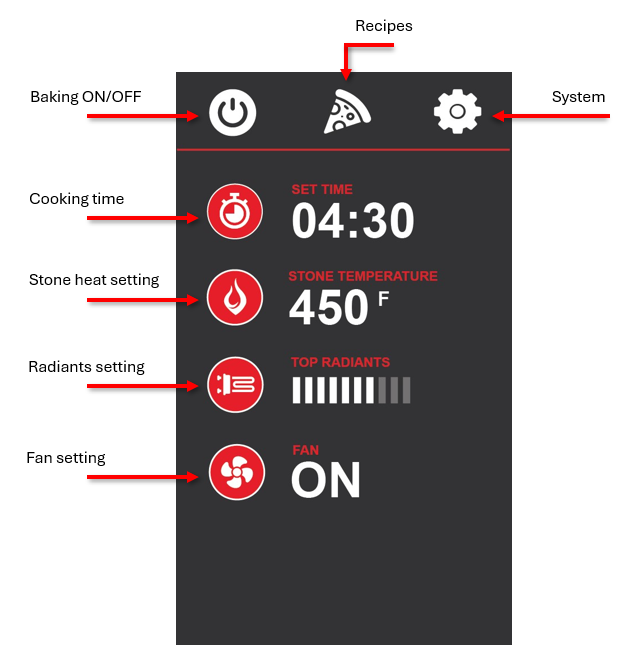 Recipes
Baking ON/OFF
System
Cooking time
SET TIME
04:30
Stone heat setting
STONE TEMPERATURE
450 F
Radiants setting
TOP RADIANTS
Fan setting
FAN
ON